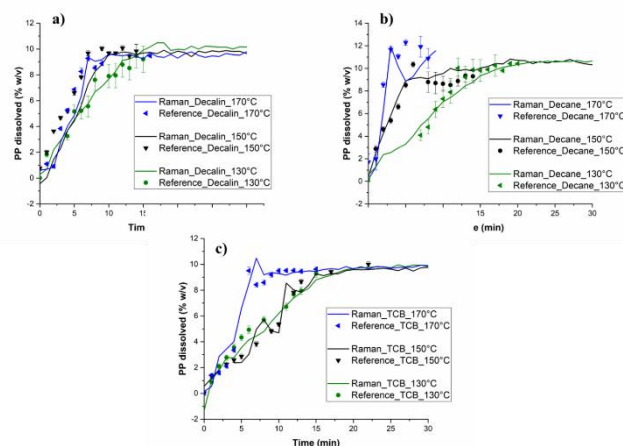 a)
PP dissolved (% w/v)
12
10
8
6
4
2
0
-2
0
5
10
15
Tim
Raman_Decalin_170°C
Reference_Decalin_170°C
Raman_Decalin_150°C
Reference_Decalin_150°C
Raman_Decalin_130°C
Reference_Decalin_130°C
b)
PP dissolved (% w/v)
14
12
10
8
6
4
2
0
-2
5
10
15
20
25
30
e (min)
Raman_Decane_170°C
Reference_Decane_170°C
Raman_Decane_150°C
Reference_Decane_150°C
Raman_Decane_130°C
Reference_Decane_130°C
c)
PP dissolved (% w/v)
12
10
8
6
4
2
0
-2
0
5
10
15
20
25
30
Time (min)
Raman_TCB_170°C
Reference_TCB_170°C
Raman_TCB_150°C
Reference_TCB_150°C
Raman_TCB_130°C
Reference_TCB_130°C